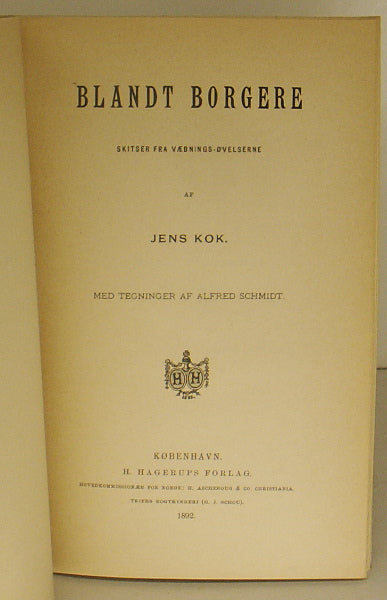 BLANDT BORGERE
SKITSER FRA VÆBNINGS-ØVELSERNE
AF
JENS KOK.
MED TEGNINGER AF ALFRED SCHMIDT.
H H
KØBENHAVN.
H. HAGERUPS FORLAG.
HOVEDKOMMISSIONÆR FOR NORGE: H. ASCHEHOUG & CO. CHRISTIANIA.
TRIERS BOGTRYKKERI (G. J. SCHOU).
1892.